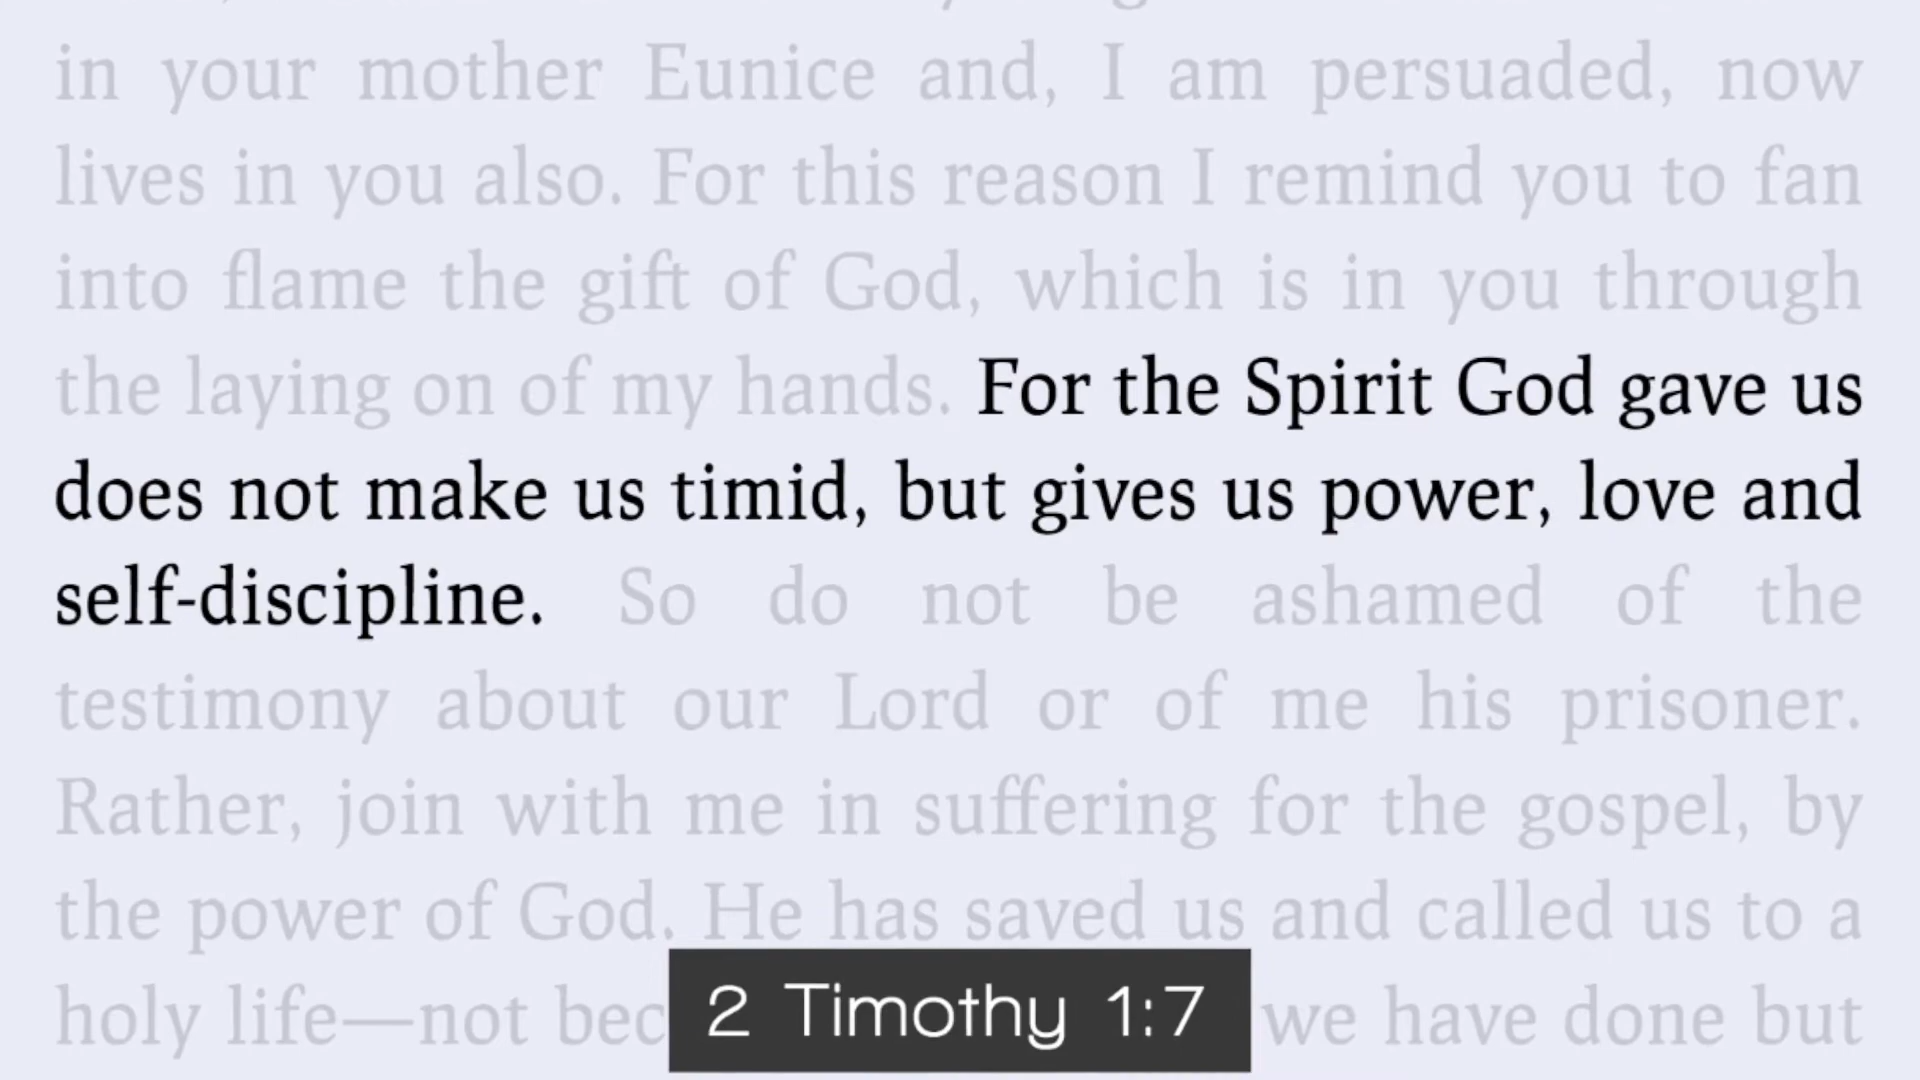 in your mother Eunice and, I am persuaded, now
lives in you also. For this reason I remind you to fan
into flame the gift of God, which is in you through
the laying on of my hands. For the Spirit God gave us
does not make us timid, but gives us power, love and
self-discipline. So do not be ashamed of the
testimony about our Lord or of me his prisoner.
Rather, join with me in suffering for the gospel, by
the power of God. He has saved us and called us to a
holy life—not bec we have done but
2 Timothy 1:7